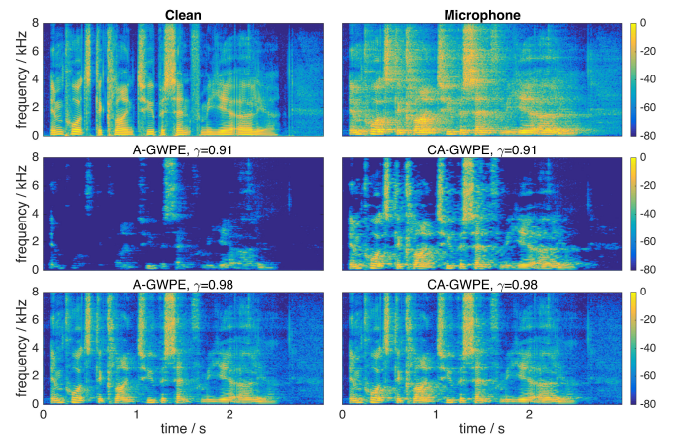 Clean
Microphone
8
6
4
2
0
frequency / kHz
0
-20
-40
-60
-80
A-GWPE, γ=0.91
CA-GWPE, γ=0.91
8
6
4
2
0
frequency / kHz
0
-20
-40
-60
-80
A-GWPE, γ=0.98
CA-GWPE, γ=0.98
8
6
4
2
0
frequency / kHz
0
-20
-40
-60
-80
0 1 2
0 1 2
time / s
time / s